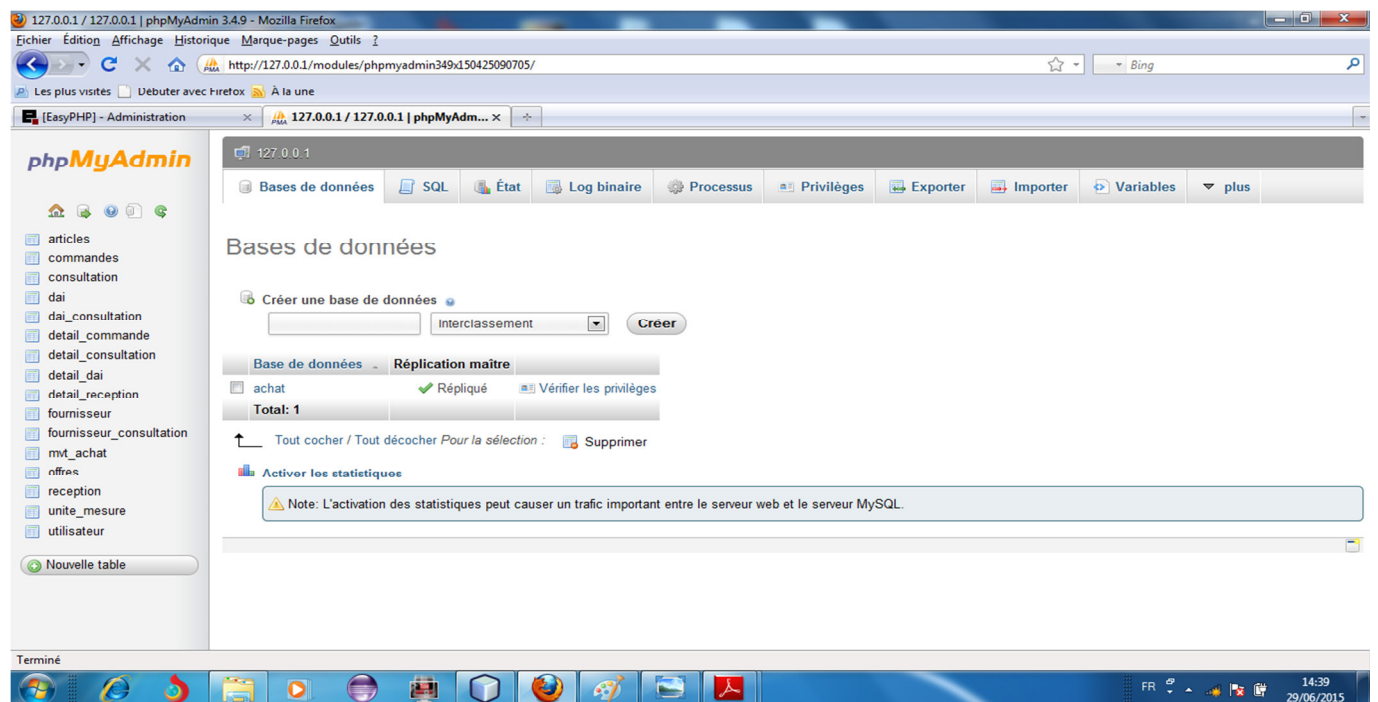 127.0.0.1 / 127.0.0.1 | phpMyAdmin 3.4.9 - Mozilla Firefox
Fichier Édition Affichage Historique Marque-pages Outils ?
http://127.0.0.1/modules/phpmyadmin349x150425090705/
Bing
Les plus visités Débuter avec Firefox À la une
[EasyPHP] - Administration
127.0.0.1 / 127.0.0.1 | phpMyAdm...
phpMyAdmin
articles
commandes
consultation
dai
dai_consultation
detail_commande
detail_consultation
detail_dai
detail_reception
fournisseur
fournisseur_consultation
mvt_achat
offres
reception
unite_mesure
utilisateur
Nouvelle table
127.0.0.1
Bases de données SQL État Log binaire Processus Privilèges Exporter Importer Variables plus
Bases de données
Créer une base de données
Interclassement Créer
Base de données Réplication maître
achat Répliqué Vérifier les privilèges
Total: 1
Tout cocher / Tout décocher Pour la sélection : Supprimer
Activer les statistiques
Note: L'activation des statistiques peut causer un trafic important entre le serveur web et le serveur MySQL.
Terminé
FR
14:39
29/06/2015